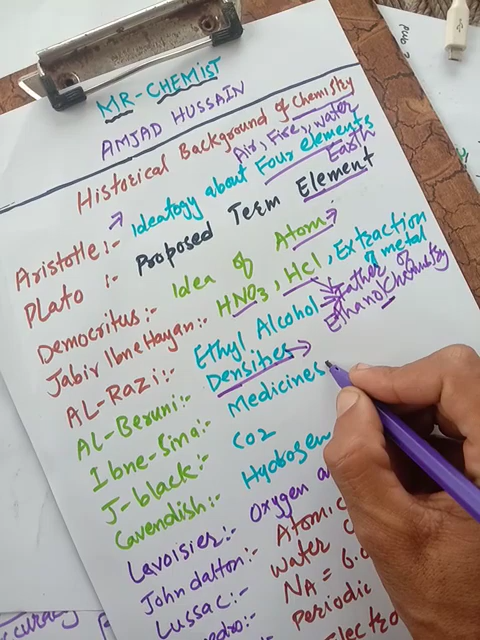 MR-CHEMIST
AMJAD HUSSAIN
Historical Background of Chemistry
Air, Fire, water
Earth
Aristotle:- → Ideatogy about Four elements
Plato :- Proposed Term Element
Democritus:- Idea of Atom:-
Jabir Ibne Hayan:- HNO3, HCl, Extraction of metal
Father of Chemistry
AL-Razi:- Ethyl Alcohol → Ethanol
AL-Beruni:- Densities →
Ibne-Sina:- Medicines
J-black:- CO2
Cavendish:- Hydrogen
Lavoisier:- Oxygen
John dalton:- Atomic
Lussac:- water
NA = 6.0
Periodic